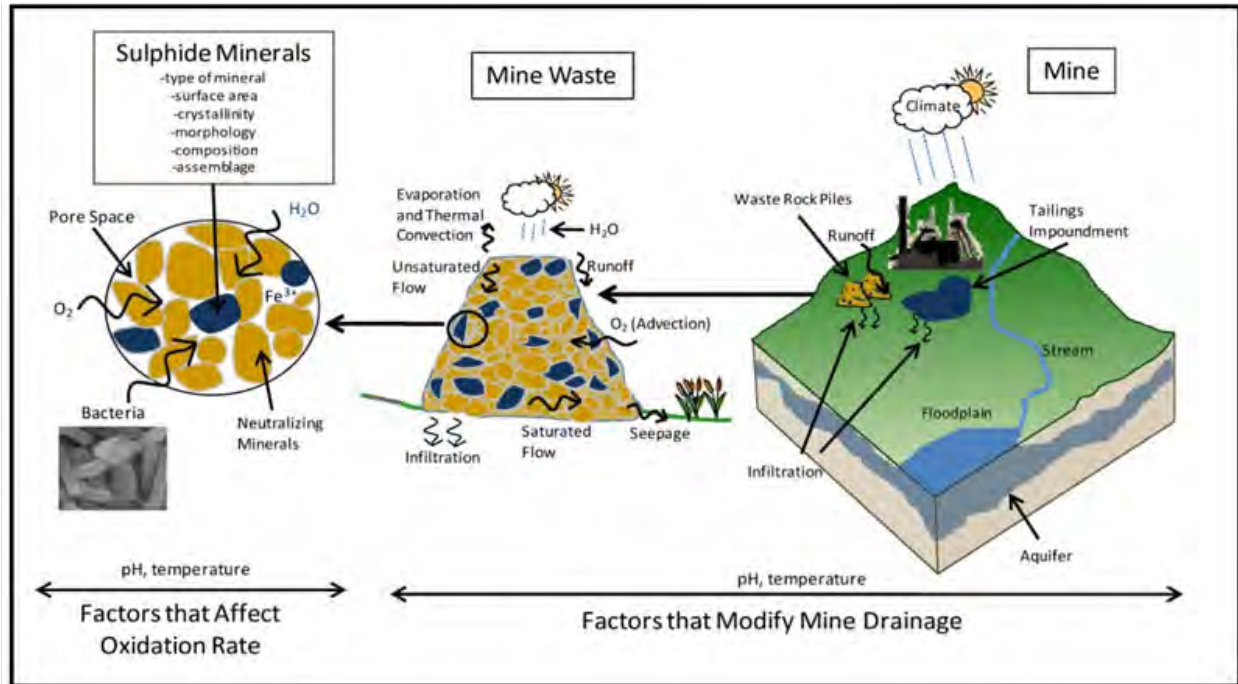 Sulphide Minerals
-type of mineral
-surface area
-crystallinity
-morphology
-composition
-assemblage
Pore Space
H₂O
O₂
Fe³⁺
Bacteria
Neutralizing
Minerals
Mine Waste
Evaporation
and Thermal
Convection
H₂O
Unsaturated
Flow
Runoff
O₂ (Advection)
Infiltration
Saturated
Flow
Seepage
Mine
Climate
Waste Rock Piles
Runoff
Tailings
Impoundment
Stream
Floodplain
Infiltration
Aquifer
pH, temperature
Factors that Affect
Oxidation Rate
pH, temperature
Factors that Modify Mine Drainage